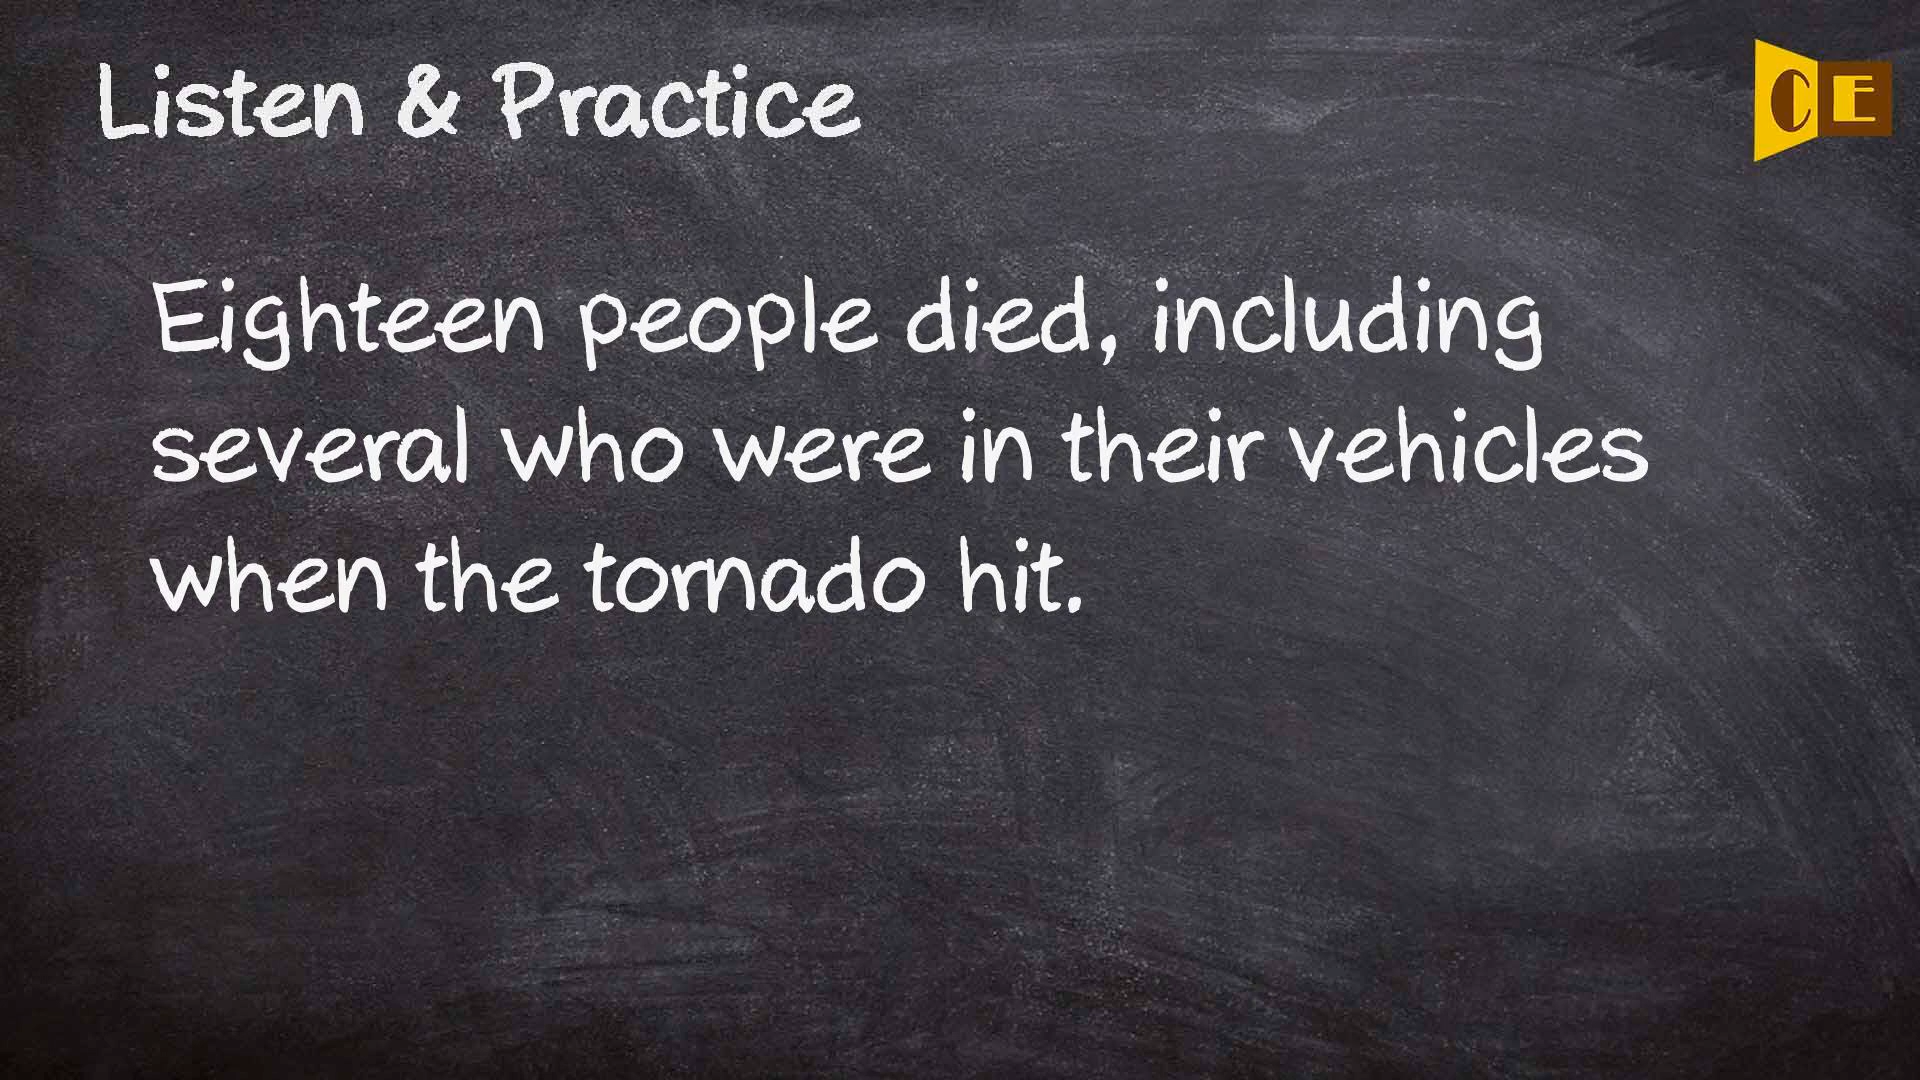 Listen & Practice
CE
Eighteen people died, including
several who were in their vehicles
when the tornado hit.